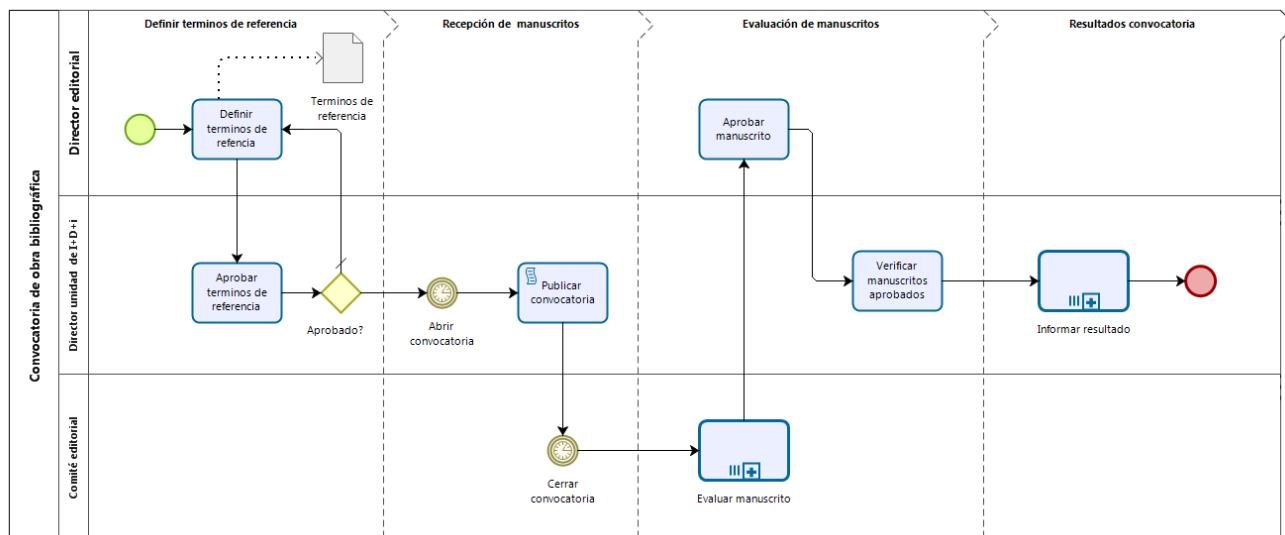 Definir terminos de referencia
Recepción de manuscritos
Evaluación de manuscritos
Resultados convocatoria
Convocatoria de obra bibliográfica
Director editorial
Definir
terminos de
refencia
Terminos de
referencia
Aprobar
manuscrito
Director unidad de I+D+i
Aprobar
terminos de
referencia
Aprobado?
Abrir
convocatoria
Publicar
convocatoria
Verificar
manuscritos
aprobados
Informar resultado
Comité editorial
Cerrar
convocatoria
Evaluar manuscrito